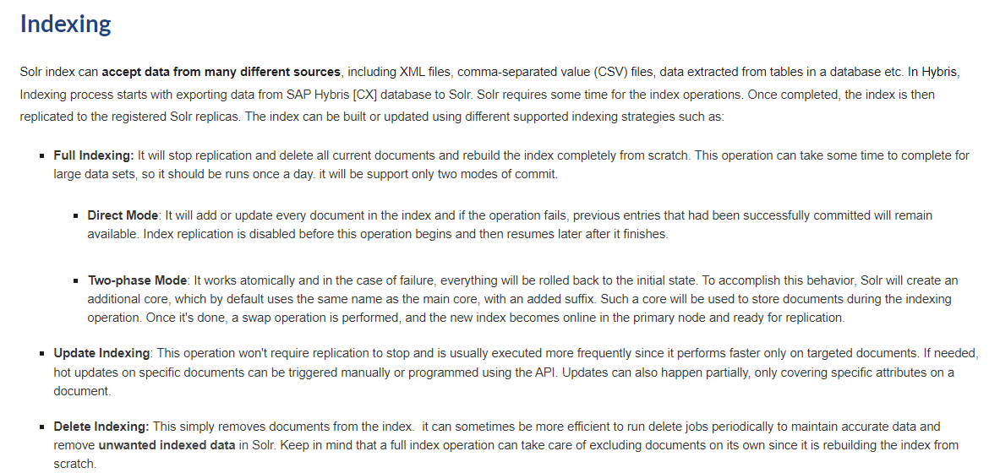 Indexing
Solr index can accept data from many different sources, including XML files, comma-separated value (CSV) files, data extracted from tables in a database etc. In Hybris,
Indexing process starts with exporting data from SAP Hybris [CX] database to Solr. Solr requires some time for the index operations. Once completed, the index is then
replicated to the registered Solr replicas. The index can be built or updated using different supported indexing strategies such as:
Full Indexing: It will stop replication and delete all current documents and rebuild the index completely from scratch. This operation can take some time to complete for
large data sets, so it should be runs once a day. it will be support only two modes of commit.
Direct Mode: It will add or update every document in the index and if the operation fails, previous entries that had been successfully committed will remain
available. Index replication is disabled before this operation begins and then resumes later after it finishes.
Two-phase Mode: It works atomically and in the case of failure, everything will be rolled back to the initial state. To accomplish this behavior, Solr will create an
additional core, which by default uses the same name as the main core, with an added suffix. Such a core will be used to store documents during the indexing
operation. Once it's done, a swap operation is performed, and the new index becomes online in the primary node and ready for replication.
Update Indexing: This operation won't require replication to stop and is usually executed more frequently since it performs faster only on targeted documents. If needed,
hot updates on specific documents can be triggered manually or programmed using the API. Updates can also happen partially, only covering specific attributes on a
document.
Delete Indexing: This simply removes documents from the index.  it can sometimes be more efficient to run delete jobs periodically to maintain accurate data and
remove unwanted indexed data in Solr. Keep in mind that a full index operation can take care of excluding documents on its own since it is rebuilding the index from
scratch.